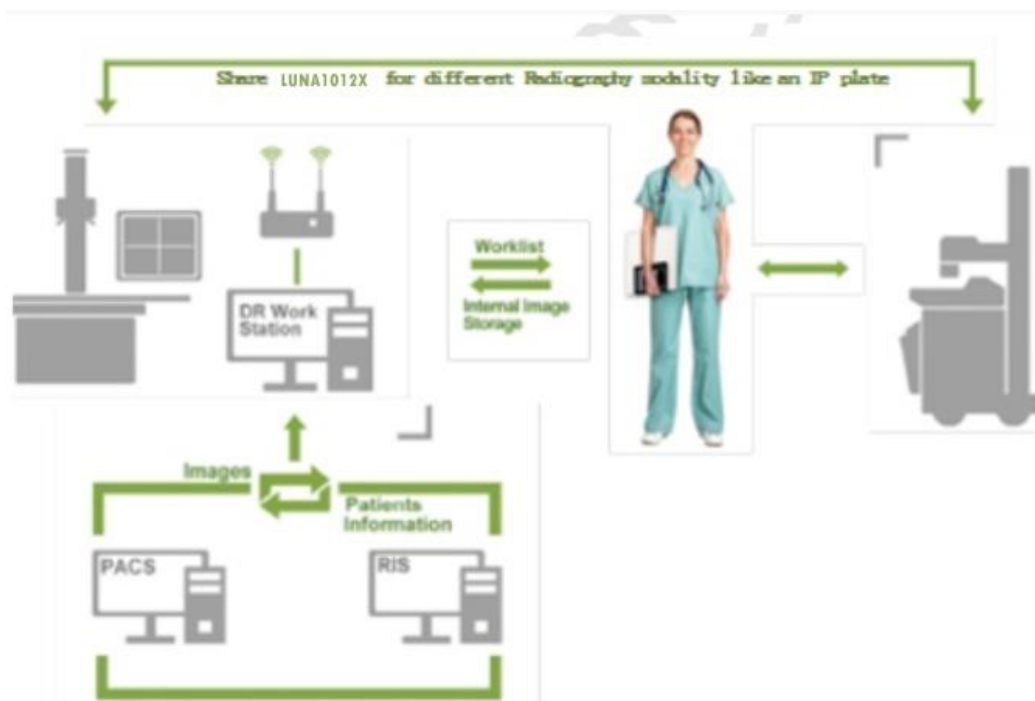 Share LUNA1012X for different Radiography modality like an IP plate
Worklist
Internal Image
Storage
DR Work
Station
Images
Patients
Information
PACS
RIS